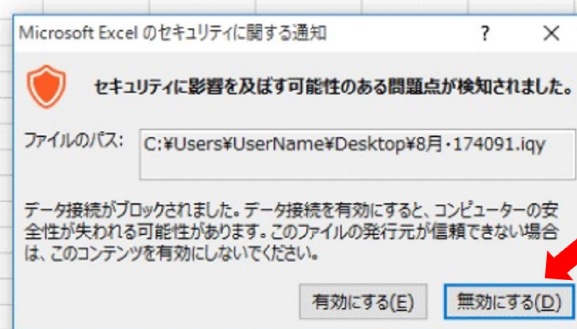 Microsoft Excel のセキュリティに関する通知 ? ×
セキュリティに影響を及ぼす可能性のある問題点が検知されました。
ファイルのパス: C:¥Users¥UserName¥Desktop¥8月・174091.iqy
データ接続がブロックされました。データ接続を有効にすると、コンピューターの安
全性が失われる可能性があります。このファイルの発行元が信頼できない場合
は、このコンテンツを有効にしないでください。
有効にする(E) 無効にする(D)